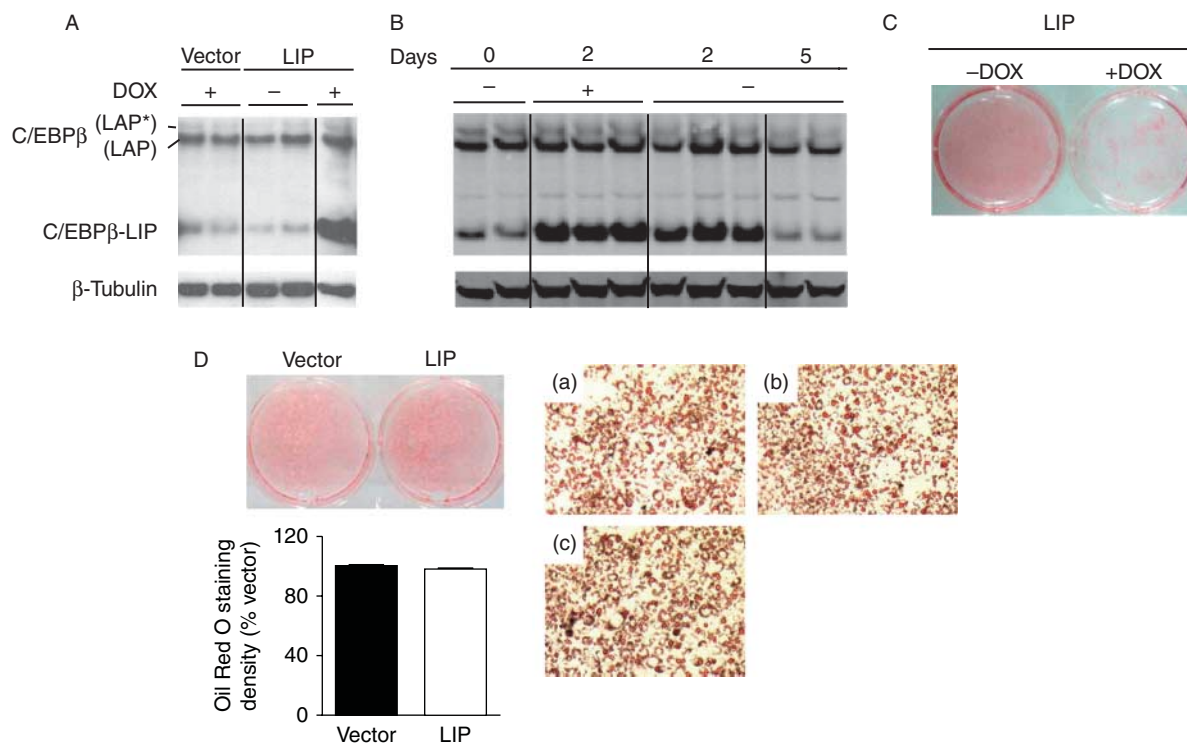 A
Vector LIP
DOX + – +
C/EBPβ (LAP*)
(LAP)
C/EBPβ-LIP
β-Tubulin
B
Days 0 2 2 5
– + –
C
LIP
–DOX +DOX
D
Vector LIP
Oil Red O staining
density (% vector)
120
80
40
0
Vector LIP
(a)
(b)
(c)